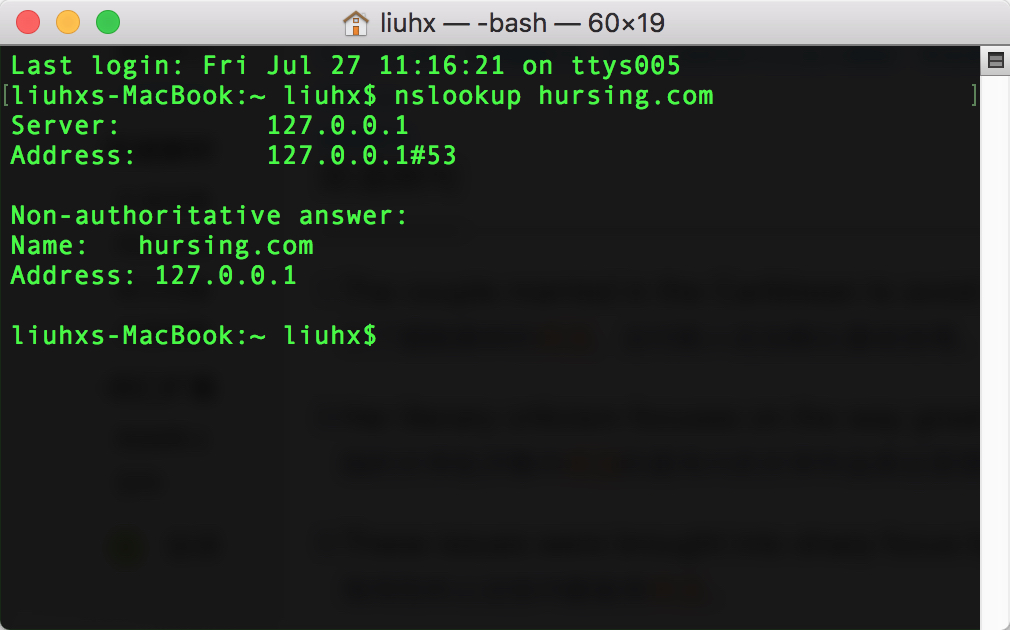 liuhx — -bash — 60×19
Last login: Fri Jul 27 11:16:21 on ttys005
[liuhxs-MacBook:~ liuhx$ nslookup hursing.com ]
Server: 127.0.0.1
Address: 127.0.0.1#53
Non-authoritative answer:
Name: hursing.com
Address: 127.0.0.1
liuhxs-MacBook:~ liuhx$